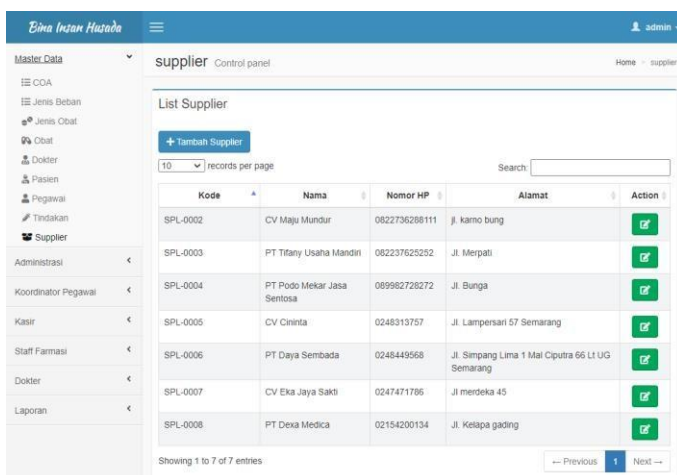 Bina Insan Husada
admin
Master Data
COA
Jenis Beban
Jenis Obat
Obat
Dokter
Pasien
Pegawai
Tindakan
Supplier
Administrasi
Koordinator Pegawai
Kasir
Staff Farmasi
Dokter
Laporan
supplier Control panel
Home > supplier
List Supplier
+ Tambah Supplier
10 records per page
Search:
Kode Nama Nomor HP Alamat Action
SPL-0002 CV Maju Mundur 0822736288111 jl. karno bung
SPL-0003 PT Tifany Usaha Mandiri 082237625252 Jl. Merpati
SPL-0004 PT Podo Mekar Jasa Sentosa 089982728272 Jl. Bunga
SPL-0005 CV Cininta 0248313757 Jl. Lampersari 57 Semarang
SPL-0006 PT Daya Sembada 0248449568 Jl. Simpang Lima 1 Mal Ciputra 66 Lt UG Semarang
SPL-0007 CV Eka Jaya Sakti 0247471786 Jl merdeka 45
SPL-0008 PT Dexa Medica 02154200134 Jl. Kelapa gading
Showing 1 to 7 of 7 entries
← Previous 1 Next →